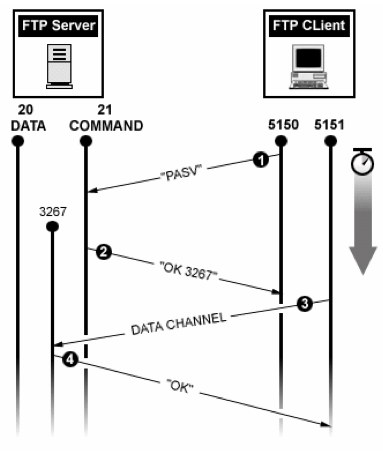 FTP Server
FTP CLient
20
DATA
21
COMMAND
5150
5151
1
"PASV"
3267
2
"OK 3267"
3
DATA CHANNEL
4
"OK"